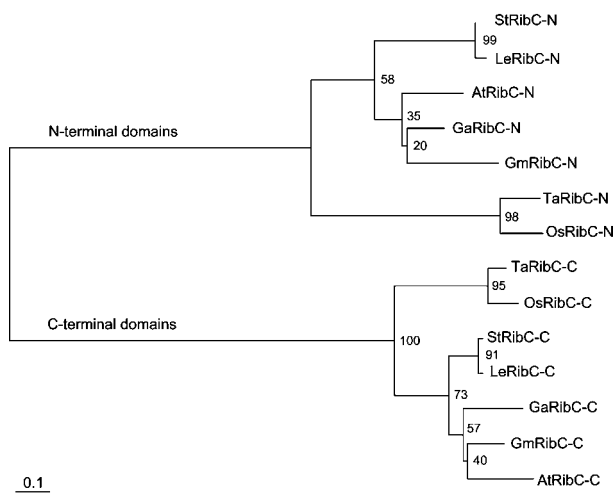 StRibC-N
99
LeRibC-N
58
AtRibC-N
35
GaRibC-N
N-terminal domains
20
GmRibC-N
TaRibC-N
98
OsRibC-N
TaRibC-C
95
OsRibC-C
C-terminal domains
StRibC-C
100
91
LeRibC-C
73
GaRibC-C
57
GmRibC-C
40
AtRibC-C
0.1